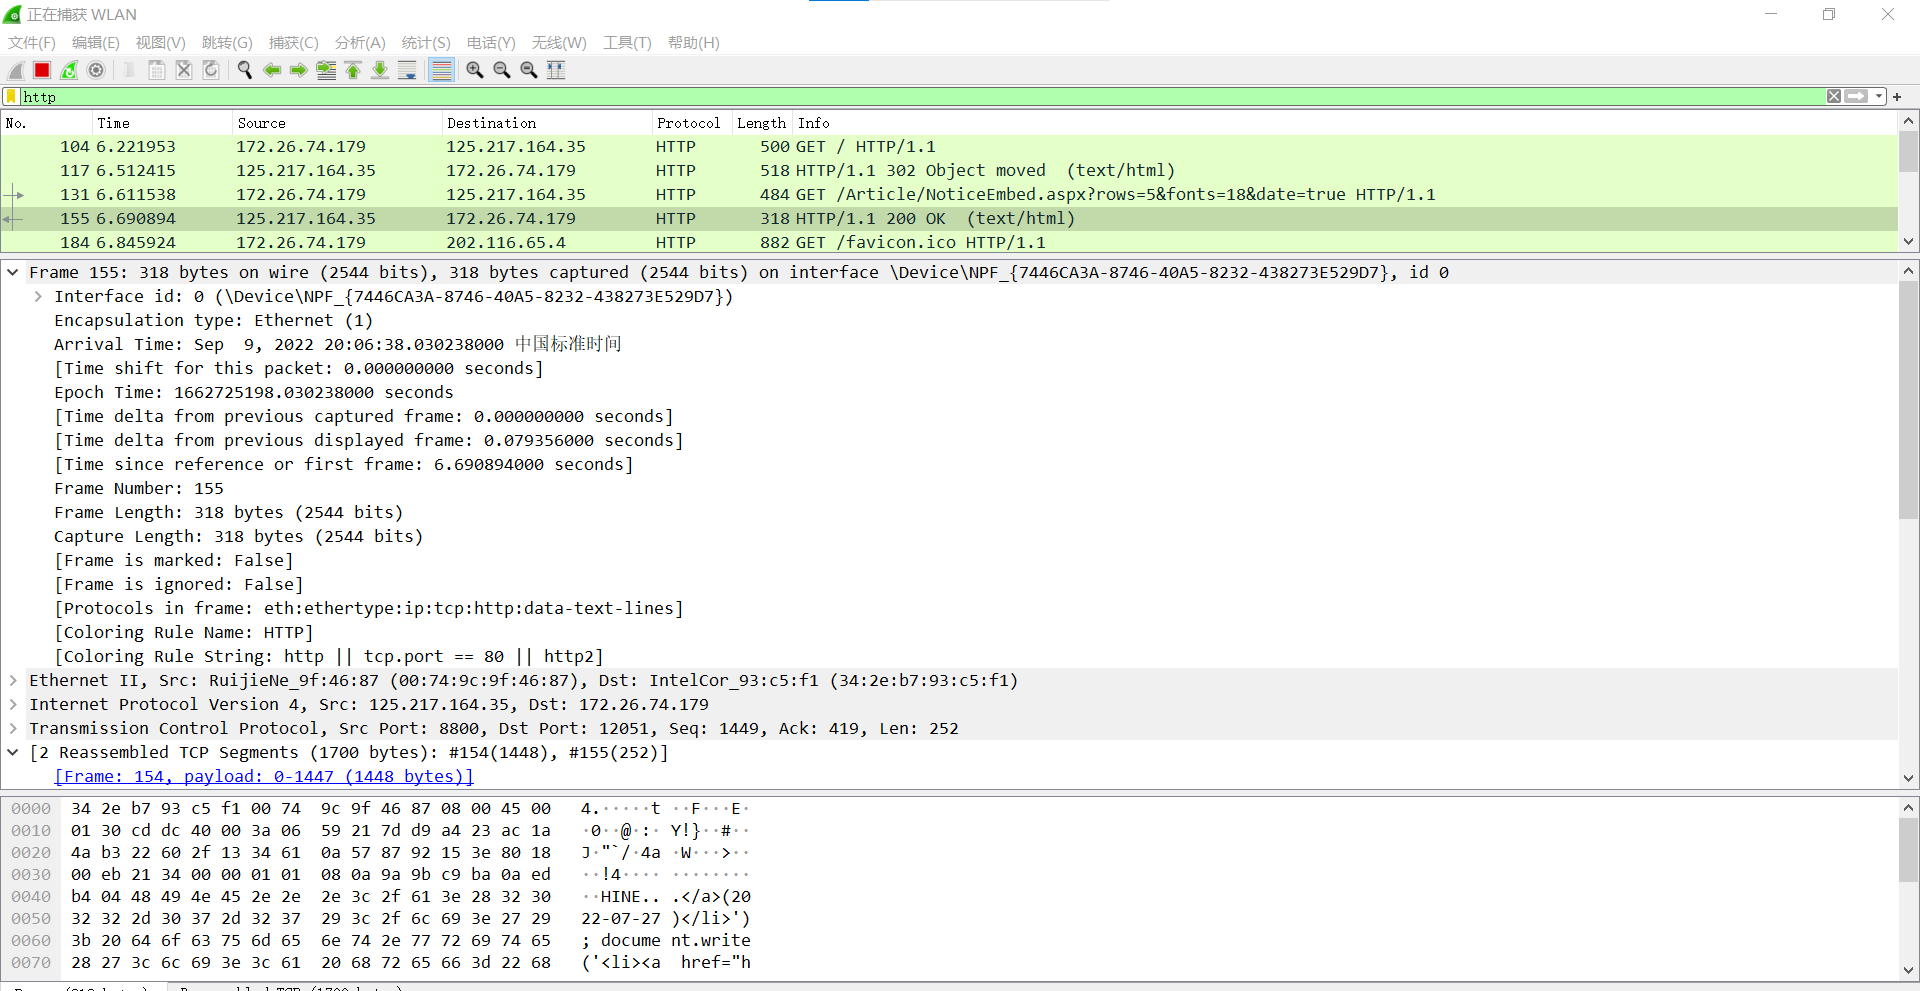 正在捕获 WLAN
文件(F) 编辑(E) 视图(V) 跳转(G) 捕获(C) 分析(A) 统计(S) 电话(Y) 无线(W) 工具(T) 帮助(H)
http
No. Time Source Destination Protocol Length Info
104 6.221953 172.26.74.179 125.217.164.35 HTTP 500 GET / HTTP/1.1
117 6.512415 125.217.164.35 172.26.74.179 HTTP 518 HTTP/1.1 302 Object moved  (text/html)
131 6.611538 172.26.74.179 125.217.164.35 HTTP 484 GET /Article/NoticeEmbed.aspx?rows=5&fonts=18&date=true HTTP/1.1
155 6.690894 125.217.164.35 172.26.74.179 HTTP 318 HTTP/1.1 200 OK  (text/html)
184 6.845924 172.26.74.179 202.116.65.4 HTTP 882 GET /favicon.ico HTTP/1.1
Frame 155: 318 bytes on wire (2544 bits), 318 bytes captured (2544 bits) on interface \Device\NPF_{7446CA3A-8746-40A5-8232-438273E529D7}, id 0
Interface id: 0 (\Device\NPF_{7446CA3A-8746-40A5-8232-438273E529D7})
Encapsulation type: Ethernet (1)
Arrival Time: Sep  9, 2022 20:06:38.030238000 中国标准时间
[Time shift for this packet: 0.000000000 seconds]
Epoch Time: 1662725198.030238000 seconds
[Time delta from previous captured frame: 0.000000000 seconds]
[Time delta from previous displayed frame: 0.079356000 seconds]
[Time since reference or first frame: 6.690894000 seconds]
Frame Number: 155
Frame Length: 318 bytes (2544 bits)
Capture Length: 318 bytes (2544 bits)
[Frame is marked: False]
[Frame is ignored: False]
[Protocols in frame: eth:ethertype:ip:tcp:http:data-text-lines]
[Coloring Rule Name: HTTP]
[Coloring Rule String: http || tcp.port == 80 || http2]
Ethernet II, Src: RuijieNe_9f:46:87 (00:74:9c:9f:46:87), Dst: IntelCor_93:c5:f1 (34:2e:b7:93:c5:f1)
Internet Protocol Version 4, Src: 125.217.164.35, Dst: 172.26.74.179
Transmission Control Protocol, Src Port: 8800, Dst Port: 12051, Seq: 1449, Ack: 419, Len: 252
[2 Reassembled TCP Segments (1700 bytes): #154(1448), #155(252)]
[Frame: 154, payload: 0-1447 (1448 bytes)]
0000 34 2e b7 93 c5 f1 00 74 9c 9f 46 87 08 00 45 00 4.·····t ··F···E·
0010 01 30 cd dc 40 00 3a 06 59 21 7d d9 a4 23 ac 1a ·0··@·:· Y!}··#··
0020 4a b3 22 60 2f 13 34 61 0a 57 87 92 15 3e 80 18 J·"`/·4a ·W···>··
0030 00 eb 21 34 00 00 01 01 08 0a 9a 9b c9 ba 0a ed ··!4···· ········
0040 b4 04 48 49 4e 45 2e 2e 2e 3c 2f 61 3e 28 32 30 ··HINE.. .</a>(20
0050 32 32 2d 30 37 2d 32 37 29 3c 2f 6c 69 3e 27 29 22-07-27 )</li>')
0060 3b 20 64 6f 63 75 6d 65 6e 74 2e 77 72 69 74 65 ; docume nt.write
0070 28 27 3c 6c 69 3e 3c 61 20 68 72 65 66 3d 22 68 ('<li><a  href="h